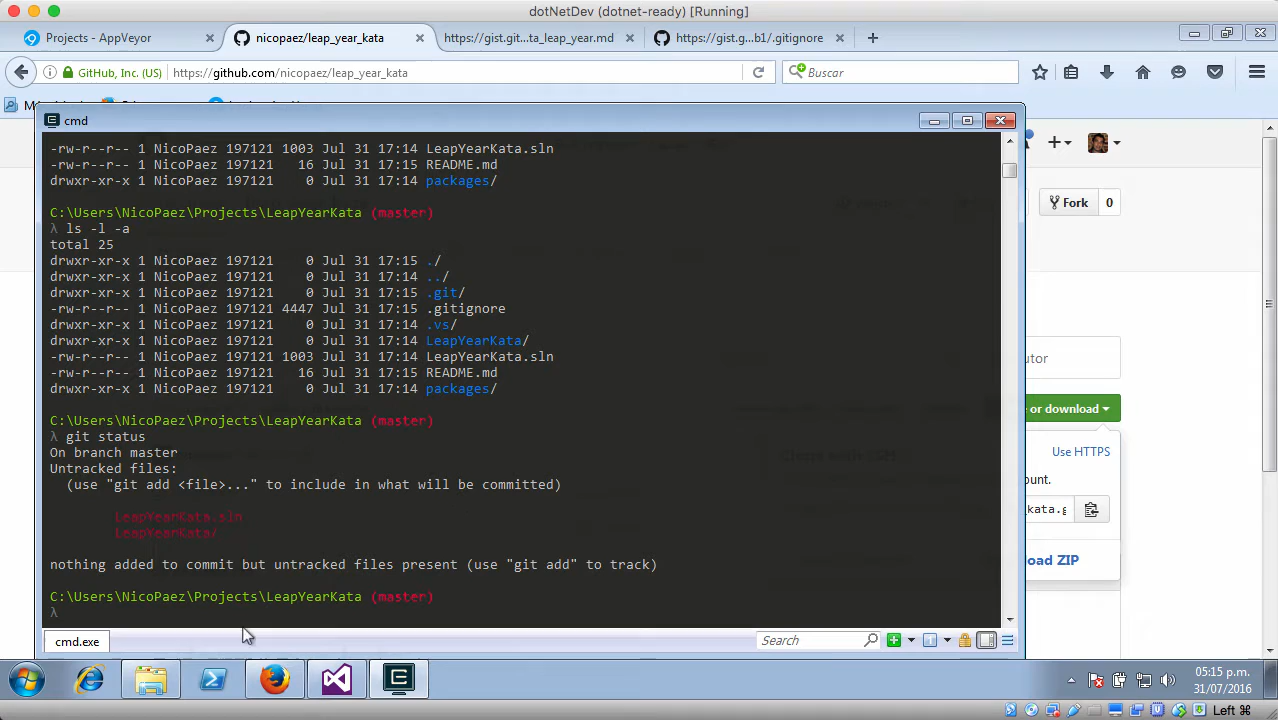 dotNetDev (dotnet-ready) [Running]
Projects - AppVeyor
nicopaez/leap_year_kata
https://gist.git...ta_leap_year.md
https://gist.g...b1/.gitignore
GitHub, Inc. (US)
https://github.com/nicopaez/leap_year_kata
Buscar
cmd
-rw-r--r-- 1 NicoPaez 197121 1003 Jul 31 17:14 LeapYearKata.sln
-rw-r--r-- 1 NicoPaez 197121   16 Jul 31 17:14 README.md
drwxr-xr-x 1 NicoPaez 197121    0 Jul 31 17:14 packages/
C:\Users\NicoPaez\Projects\LeapYearKata (master)
λ ls -l -a
total 25
drwxr-xr-x 1 NicoPaez 197121    0 Jul 31 17:15 ./
drwxr-xr-x 1 NicoPaez 197121    0 Jul 31 17:15 ../
drwxr-xr-x 1 NicoPaez 197121    0 Jul 31 17:15 .git/
-rw-r--r-- 1 NicoPaez 197121 4447 Jul 31 17:15 .gitignore
drwxr-xr-x 1 NicoPaez 197121    0 Jul 31 17:14 .vs/
drwxr-xr-x 1 NicoPaez 197121    0 Jul 31 17:14 LeapYearKata/
-rw-r--r-- 1 NicoPaez 197121 1003 Jul 31 17:14 LeapYearKata.sln
-rw-r--r-- 1 NicoPaez 197121   16 Jul 31 17:14 README.md
drwxr-xr-x 1 NicoPaez 197121    0 Jul 31 17:14 packages/
C:\Users\NicoPaez\Projects\LeapYearKata (master)
λ git status
On branch master
Untracked files:
(use "git add <file>..." to include in what will be committed)
LeapYearKata.sln
LeapYearKata/
nothing added to commit but untracked files present (use "git add" to track)
C:\Users\NicoPaez\Projects\LeapYearKata (master)
λ
cmd.exe
Search
Fork 0
utor
or download
Use HTTPS
ount.
kata.g
oad ZIP
05:15 p.m.
31/07/2016
Left ⌘